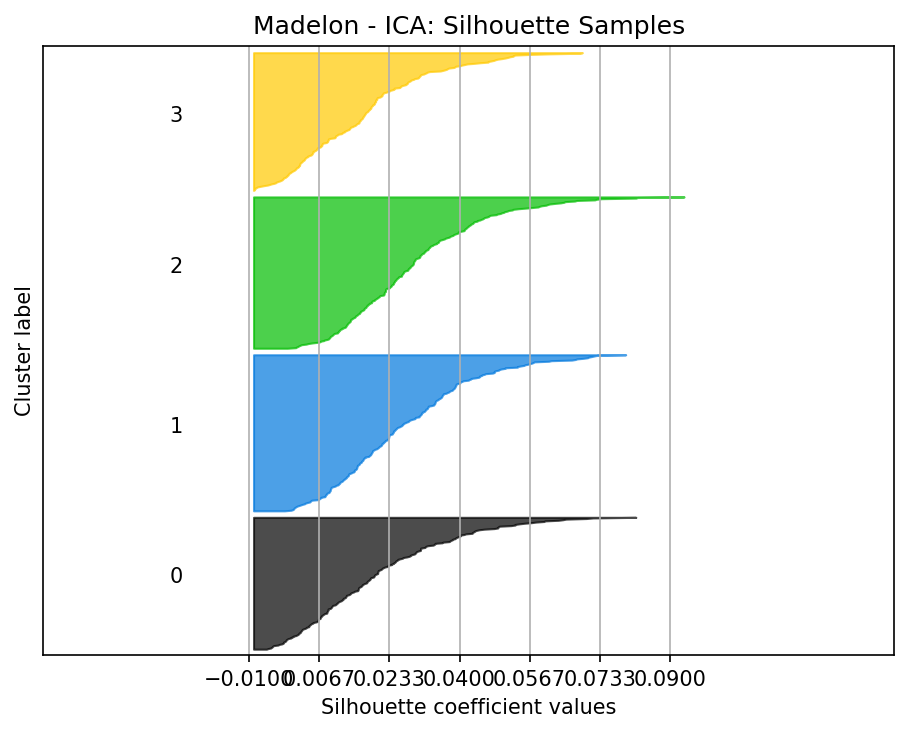 Madelon - ICA: Silhouette Samples
3
2
1
0
Cluster label
−0.0100 0.0067 0.0233 0.0400 0.0567 0.0733 0.0900
Silhouette coefficient values